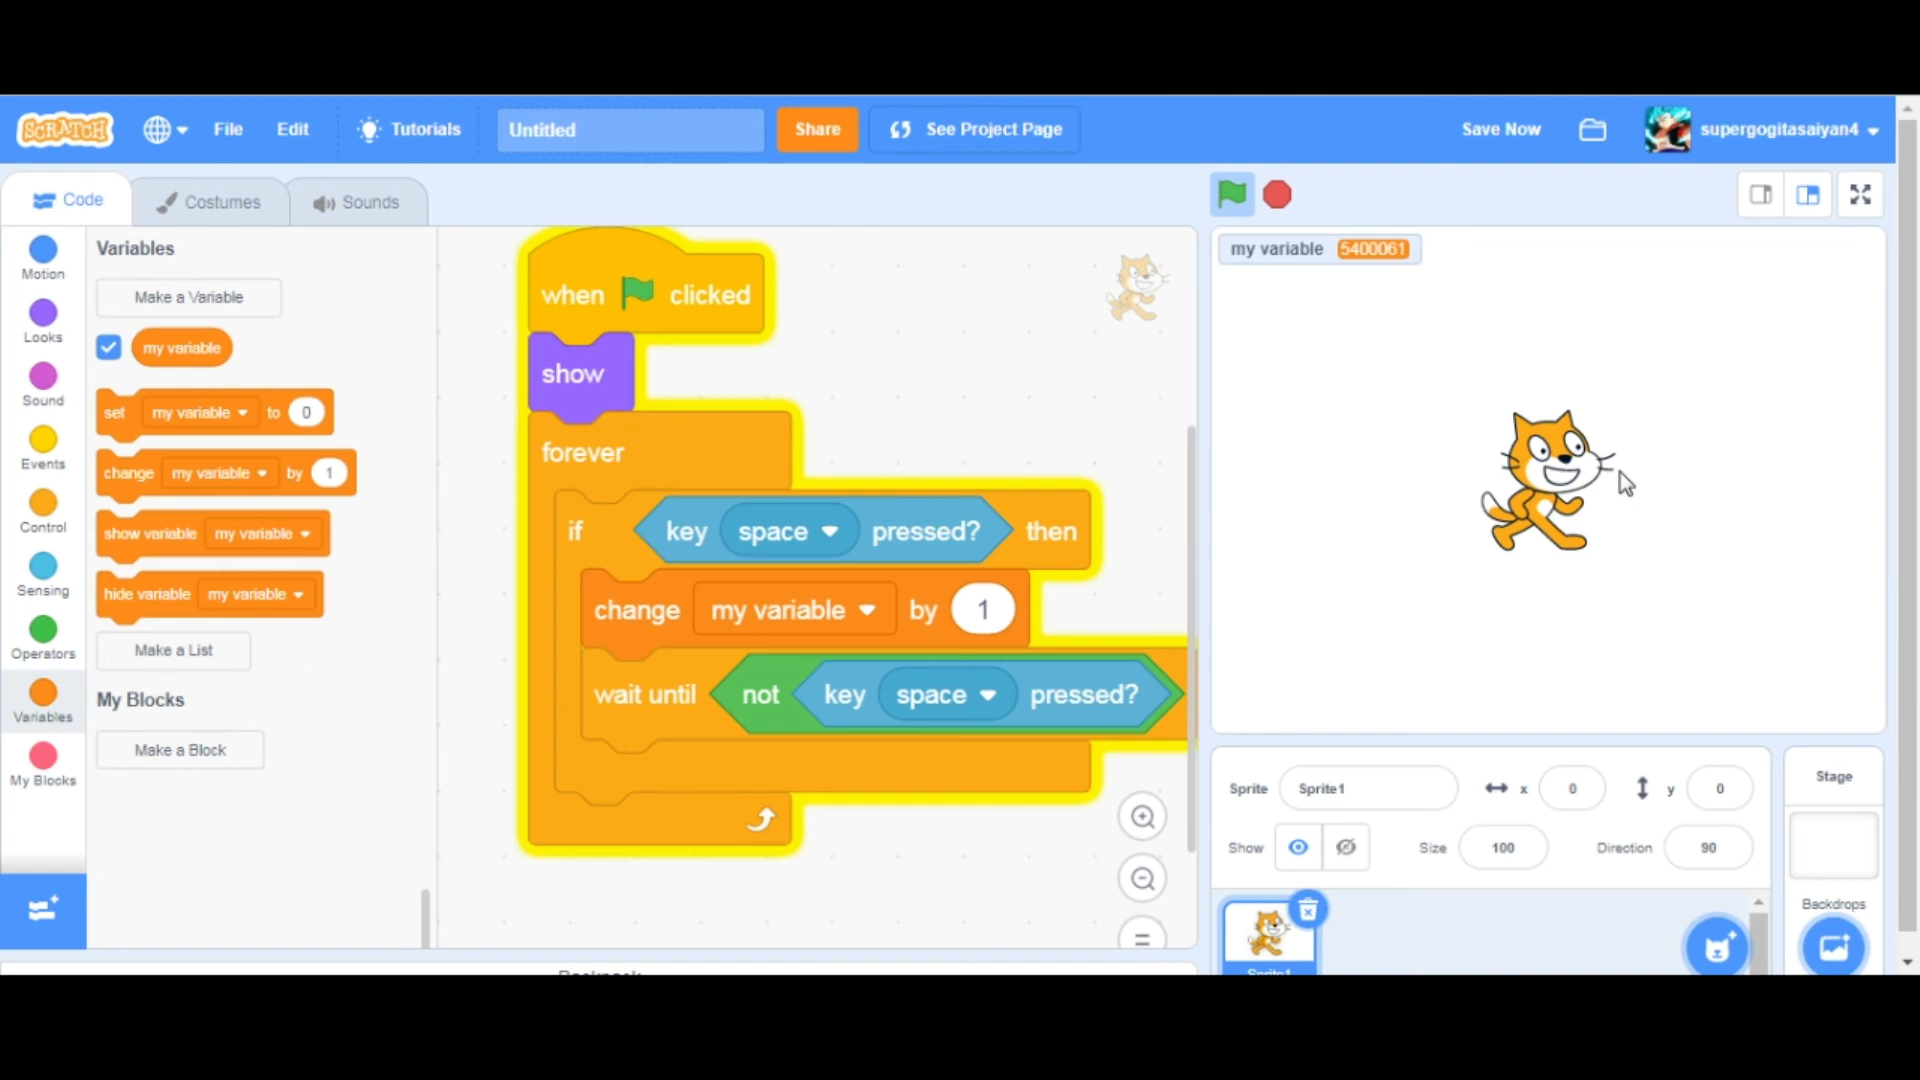 SCRATCH File Edit Tutorials Untitled Share See Project Page Save Now supergogitasaiyan4
Code Costumes Sounds
Motion
Looks
Sound
Events
Control
Sensing
Operators
Variables
My Blocks
Variables
Make a Variable
my variable
set my variable to 0
change my variable by 1
show variable my variable
hide variable my variable
Make a List
My Blocks
Make a Block
when clicked
show
forever
if key space pressed? then
change my variable by 1
wait until not key space pressed?
my variable 5400061
Sprite Sprite1 x 0 y 0
Show Size 100 Direction 90
Sprite1
Stage
Backdrops
Backpack